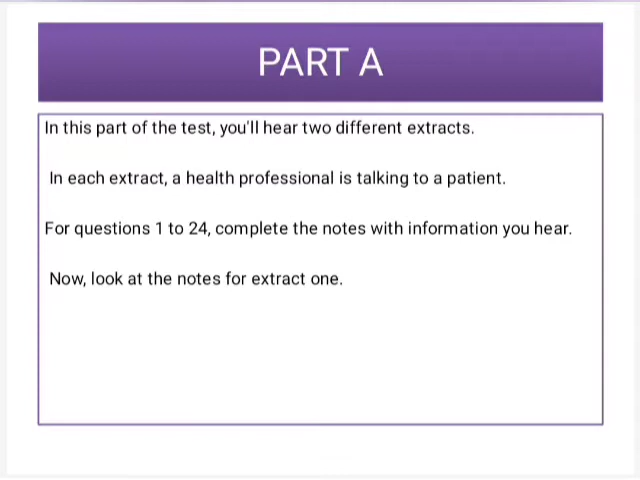 PART A
In this part of the test, you'll hear two different extracts.
In each extract, a health professional is talking to a patient.
For questions 1 to 24, complete the notes with information you hear.
Now, look at the notes for extract one.